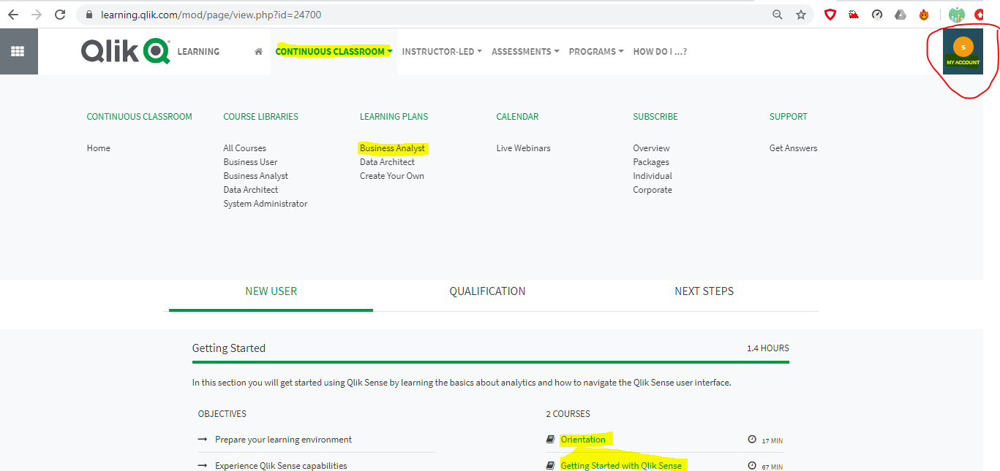 learning.qlik.com/mod/page/view.php?id=24700
Qlik LEARNING CONTINUOUS CLASSROOM INSTRUCTOR-LED ASSESSMENTS PROGRAMS HOW DO I ...? S
MY ACCOUNT
CONTINUOUS CLASSROOM COURSE LIBRARIES LEARNING PLANS CALENDAR SUBSCRIBE SUPPORT
Home All Courses Business Analyst Live Webinars Overview Get Answers
Business User Data Architect Packages
Business Analyst Create Your Own Individual
Data Architect Corporate
System Administrator
NEW USER QUALIFICATION NEXT STEPS
Getting Started 1.4 HOURS
In this section you will get started using Qlik Sense by learning the basics about analytics and how to navigate the Qlik Sense user interface.
OBJECTIVES 2 COURSES
Prepare your learning environment Orientation 17 MIN
Experience Qlik Sense capabilities Getting Started with Qlik Sense 67 MIN